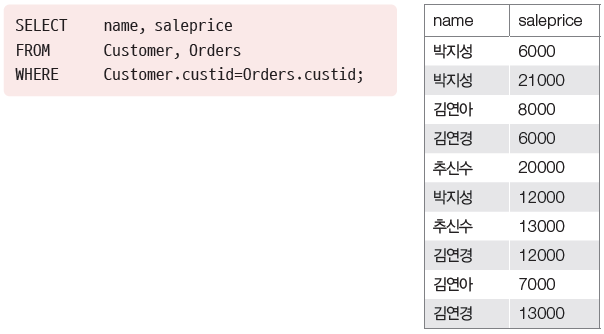 SELECT name, saleprice
FROM Customer, Orders
WHERE Customer.custid=Orders.custid;
name saleprice
박지성 6000
박지성 21000
김연아 8000
김연경 6000
추신수 20000
박지성 12000
추신수 13000
김연경 12000
김연아 7000
김연경 13000